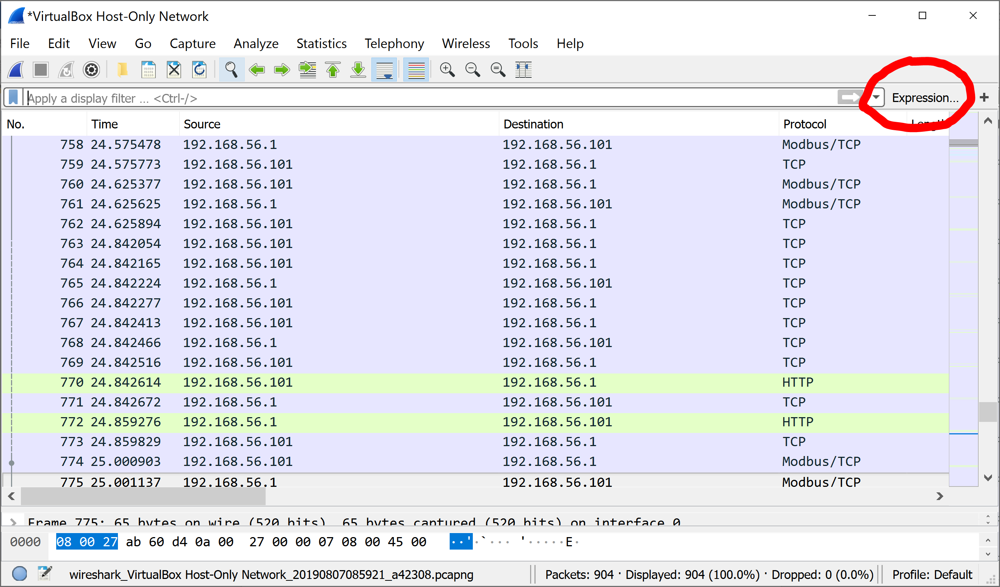 *VirtualBox Host-Only Network
File Edit View Go Capture Analyze Statistics Telephony Wireless Tools Help
Apply a display filter ... <Ctrl-/> Expression... +
No. Time Source Destination Protocol Length
758 24.575478 192.168.56.1 192.168.56.101 Modbus/TCP
759 24.575773 192.168.56.101 192.168.56.1 TCP
760 24.625377 192.168.56.101 192.168.56.1 Modbus/TCP
761 24.625625 192.168.56.1 192.168.56.101 Modbus/TCP
762 24.625894 192.168.56.101 192.168.56.1 TCP
763 24.842054 192.168.56.101 192.168.56.1 TCP
764 24.842165 192.168.56.101 192.168.56.1 TCP
765 24.842224 192.168.56.1 192.168.56.101 TCP
766 24.842277 192.168.56.101 192.168.56.1 TCP
767 24.842413 192.168.56.101 192.168.56.1 TCP
768 24.842466 192.168.56.1 192.168.56.101 TCP
769 24.842516 192.168.56.101 192.168.56.1 TCP
770 24.842614 192.168.56.101 192.168.56.1 HTTP
771 24.842672 192.168.56.1 192.168.56.101 TCP
772 24.859276 192.168.56.1 192.168.56.101 HTTP
773 24.859829 192.168.56.101 192.168.56.1 TCP
774 25.000903 192.168.56.101 192.168.56.1 Modbus/TCP
775 25.001137 192.168.56.1 192.168.56.101 Modbus/TCP
Frame 775: 65 bytes on wire (520 bits), 65 bytes captured (520 bits) on interface 0
0000 08 00 27 ab 60 d4 0a 00 27 00 00 07 08 00 45 00 ··'·`··· '·····E·
wireshark_VirtualBox Host-Only Network_20190807085921_a42308.pcapng Packets: 904 · Displayed: 904 (100.0%) · Dropped: 0 (0.0%) Profile: Default